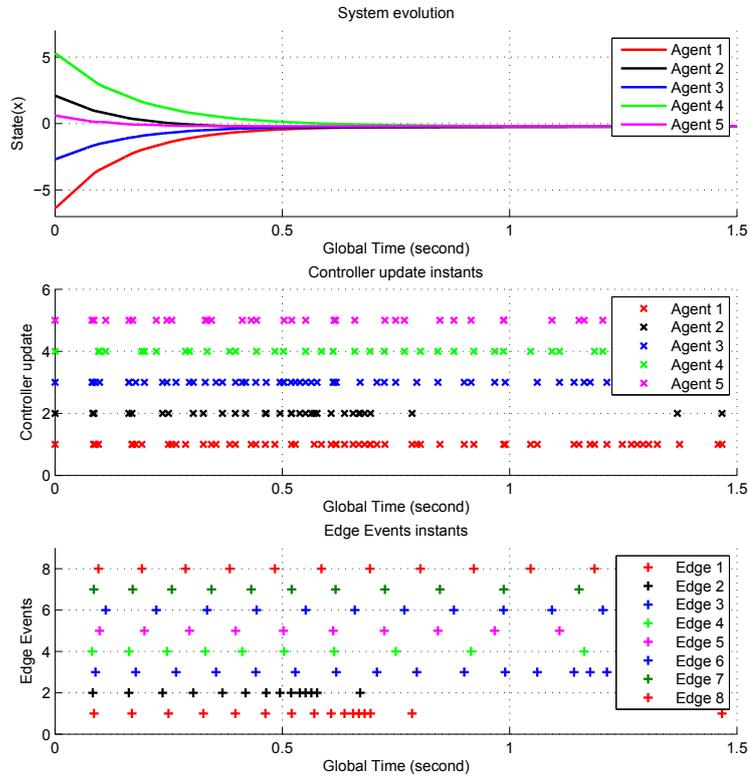 System evolution
5
0
−5
State(x)
Agent 1
Agent 2
Agent 3
Agent 4
Agent 5
0
0.5
1
1.5
Global Time (second)
Controller update instants
6
4
2
0
Controller update
Agent 1
Agent 2
Agent 3
Agent 4
Agent 5
0
0.5
1
1.5
Global Time (second)
Edge Events instants
8
6
4
2
0
Edge Events
Edge 1
Edge 2
Edge 3
Edge 4
Edge 5
Edge 6
Edge 7
Edge 8
0
0.5
1
1.5
Global Time (second)